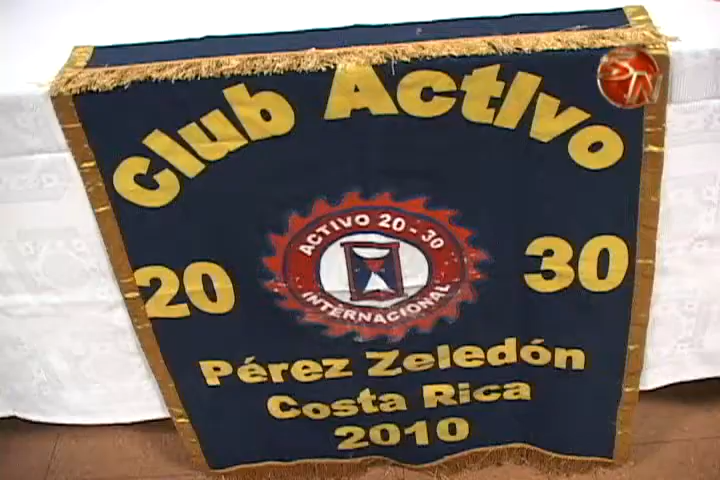 Club ActIvo
20
30
ACTIVO 20 - 30
INTERNACIONAL
Pérez Zeledón
Costa Rica
2010